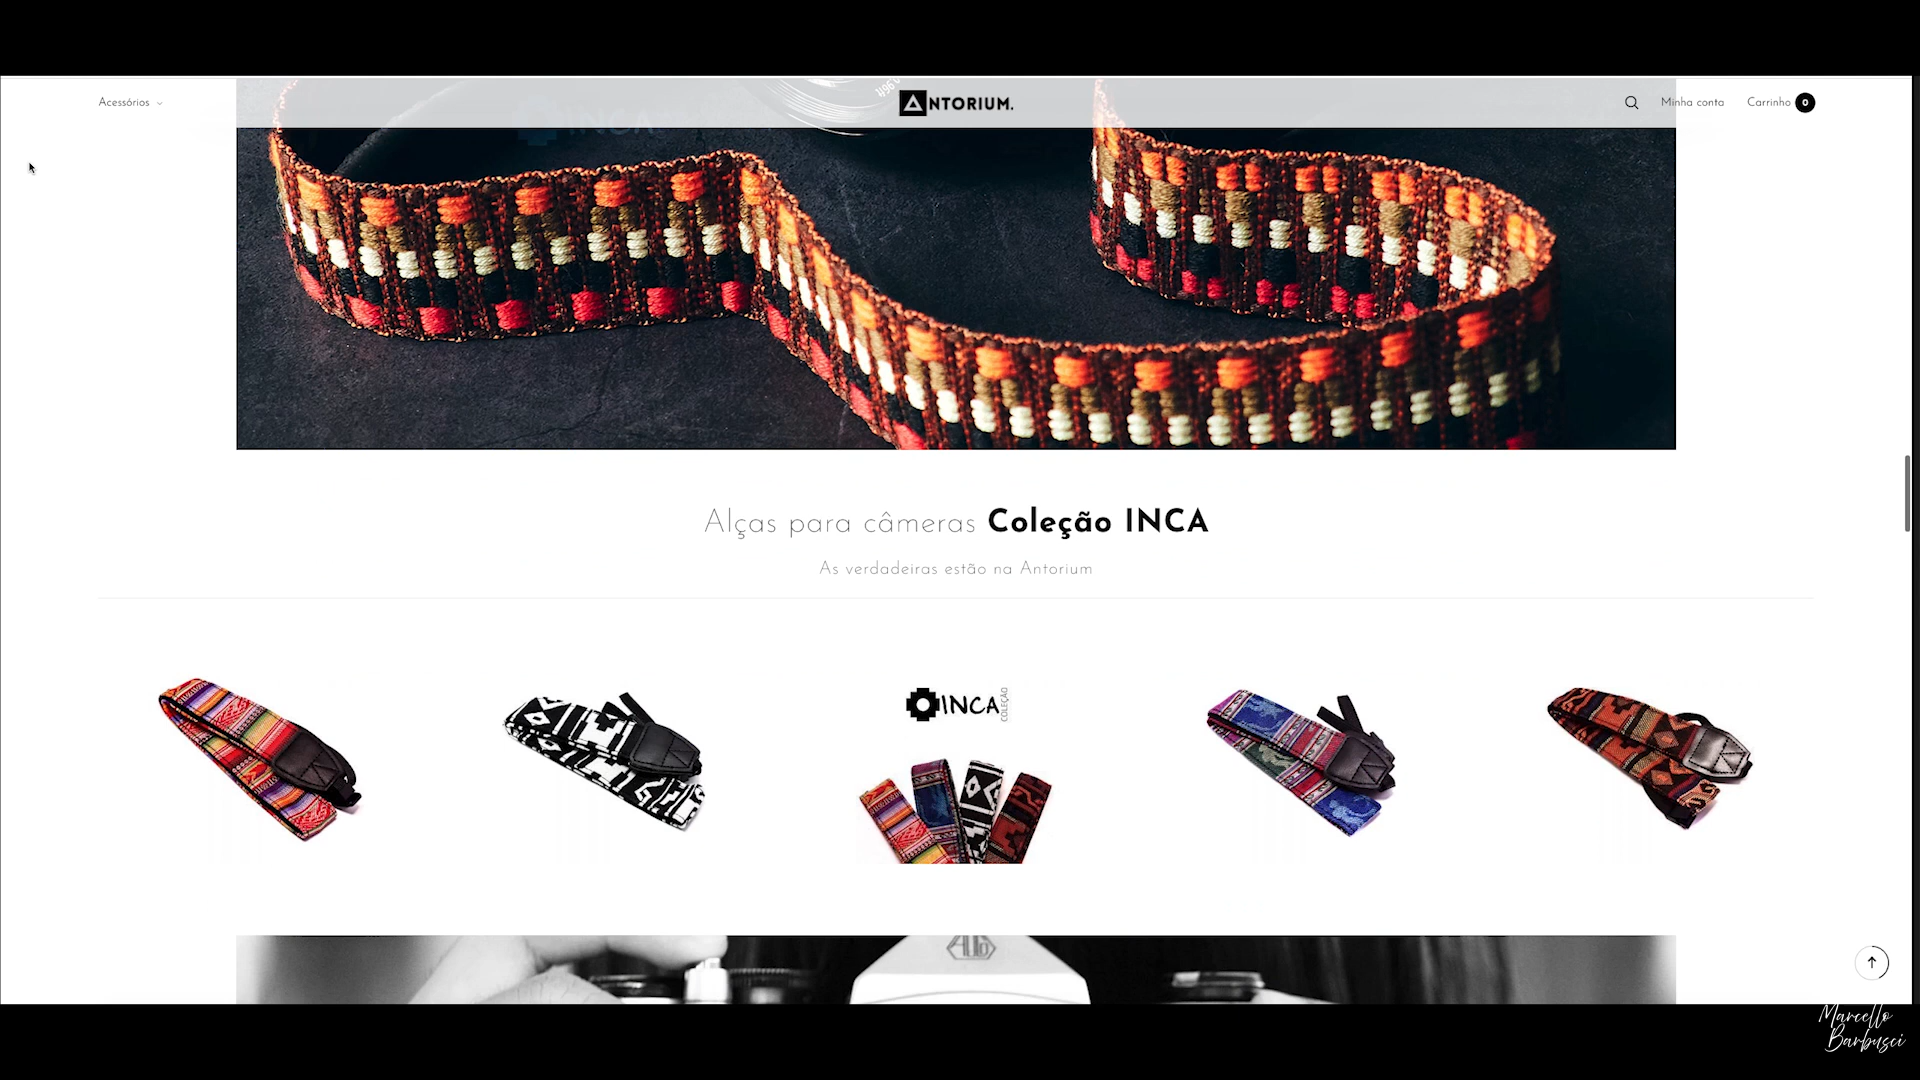 Acessórios
ANTORIUM.
Minha conta
Carrinho 0
INCA
Alças para câmeras Coleção INCA
As verdadeiras estão na Antorium
INCA
COLEÇÃO
Marcello
Barbusci